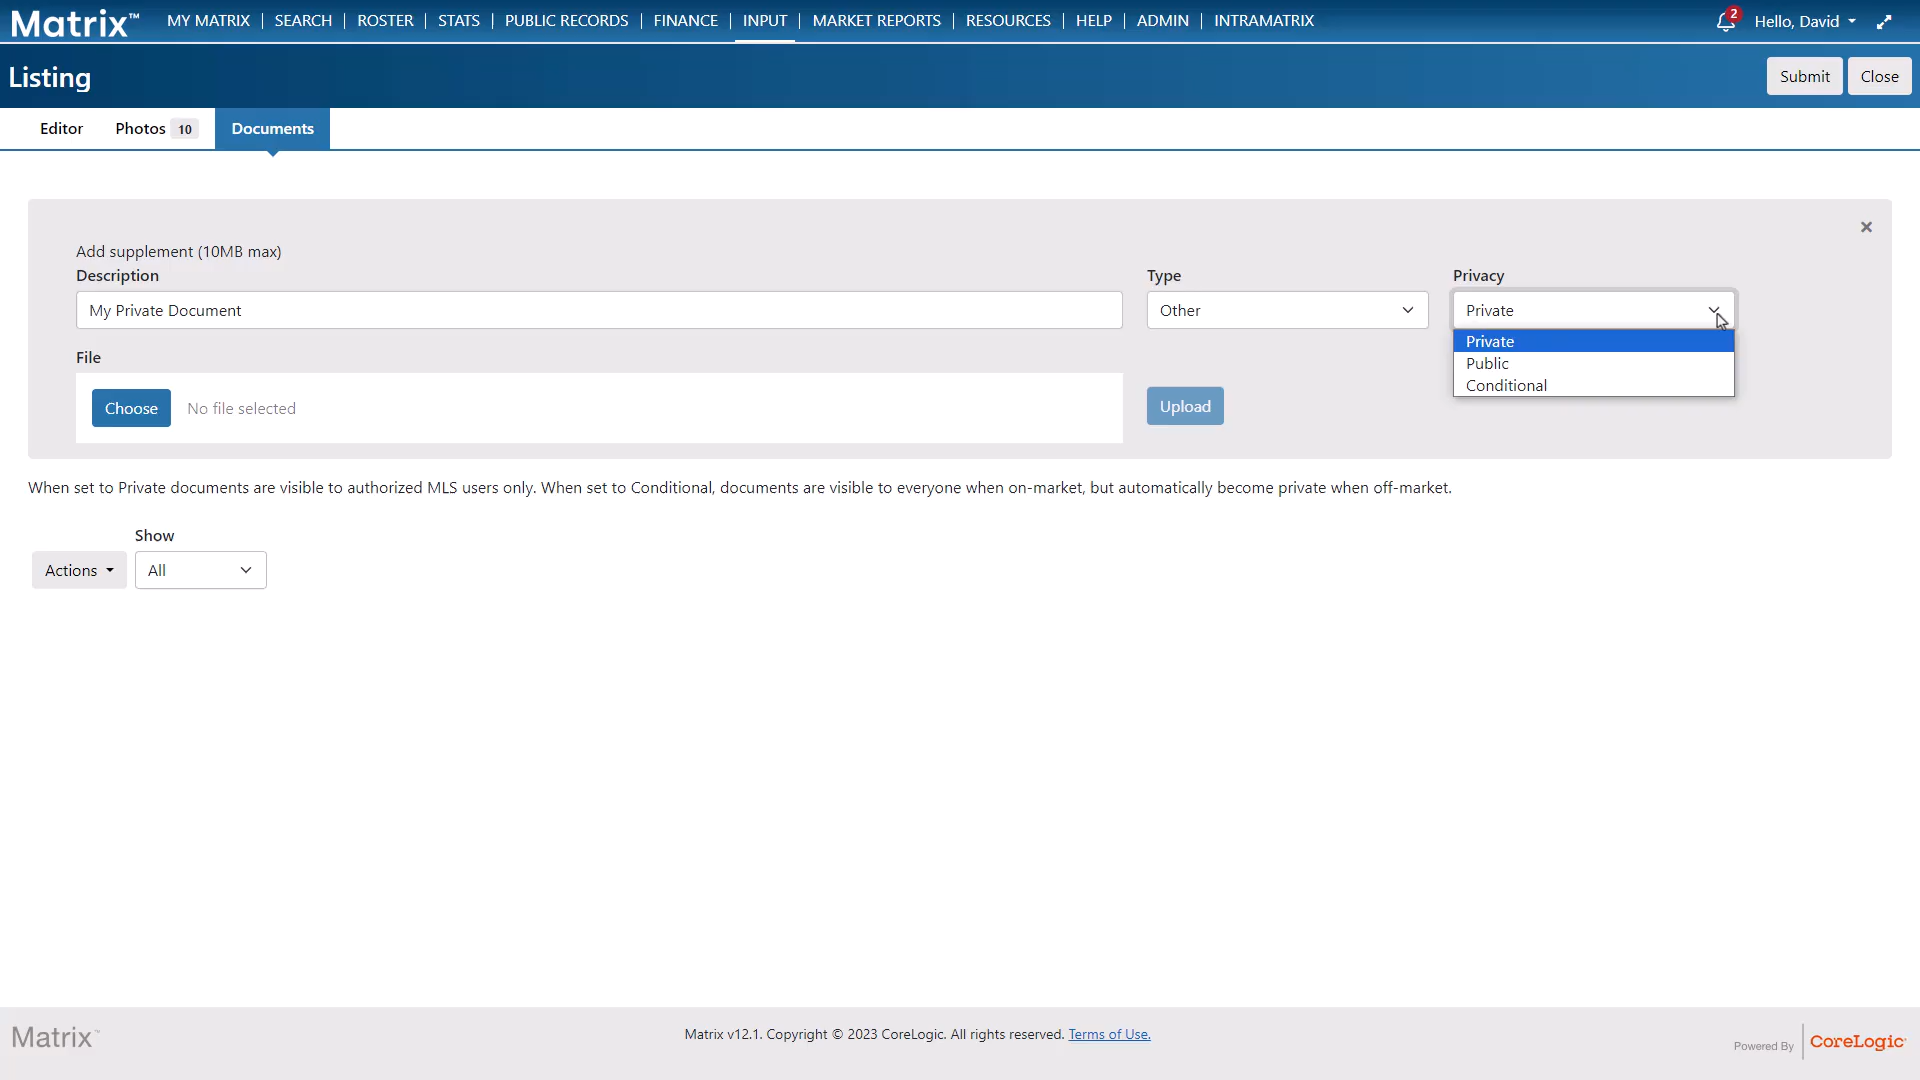 Matrix™ MY MATRIX SEARCH ROSTER STATS PUBLIC RECORDS FINANCE INPUT MARKET REPORTS RESOURCES HELP ADMIN INTRAMATRIX 2 Hello, David
Listing Submit Close
Editor Photos 10 Documents
Add supplement (10MB max)
Description Type Privacy
My Private Document Other Private
Private
Public
Conditional
File
Choose No file selected Upload
When set to Private documents are visible to authorized MLS users only. When set to Conditional, documents are visible to everyone when on-market, but automatically become private when off-market.
Show
Actions All
Matrix™ Matrix v12.1. Copyright © 2023 CoreLogic. All rights reserved. Terms of Use. Powered By CoreLogic